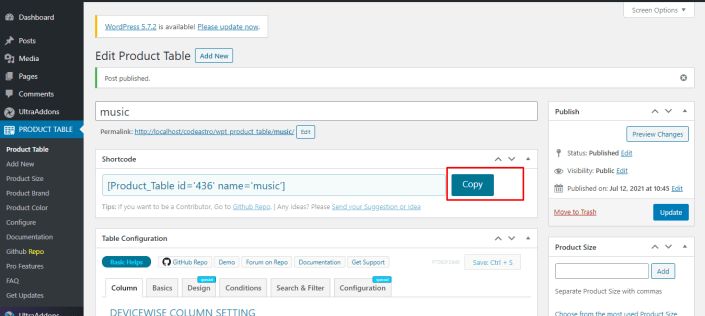 Screen Options ▼
Dashboard
Posts
Media
Pages
Comments
UltraAddons
PRODUCT TABLE
Product Table
Add New
Product Size
Product Brand
Product Color
Configure
Documentation
Github Repo
Pro Features
FAQ
Get Updates
UltraAddons
WordPress 5.7.2 is available! Please update now.
Edit Product Table Add New
Post published.
music
Permalink: http://localhost/codeastro/wpt_product_table/music/ Edit
Shortcode
[Product_Table id='436' name='music']
Copy
Tips: If you want to be a Contributor, Go to Github Repo. | Any Ideas? Please Send your Suggestion or Idea
Table Configuration
Basic Helps GitHub Repo Demo Forum on Repo Documentation Get Support
Save: Ctrl + S
Column Basics Design Conditions Search & Filter Configuration
DEVICEWISE COLUMN SETTING
Publish
Preview Changes
Status: Published Edit
Visibility: Public Edit
Published on: Jul 12, 2021 at 10:45 Edit
Move to Trash Update
Product Size
Add
Separate Product Size with commas
Choose from the most used Product Size